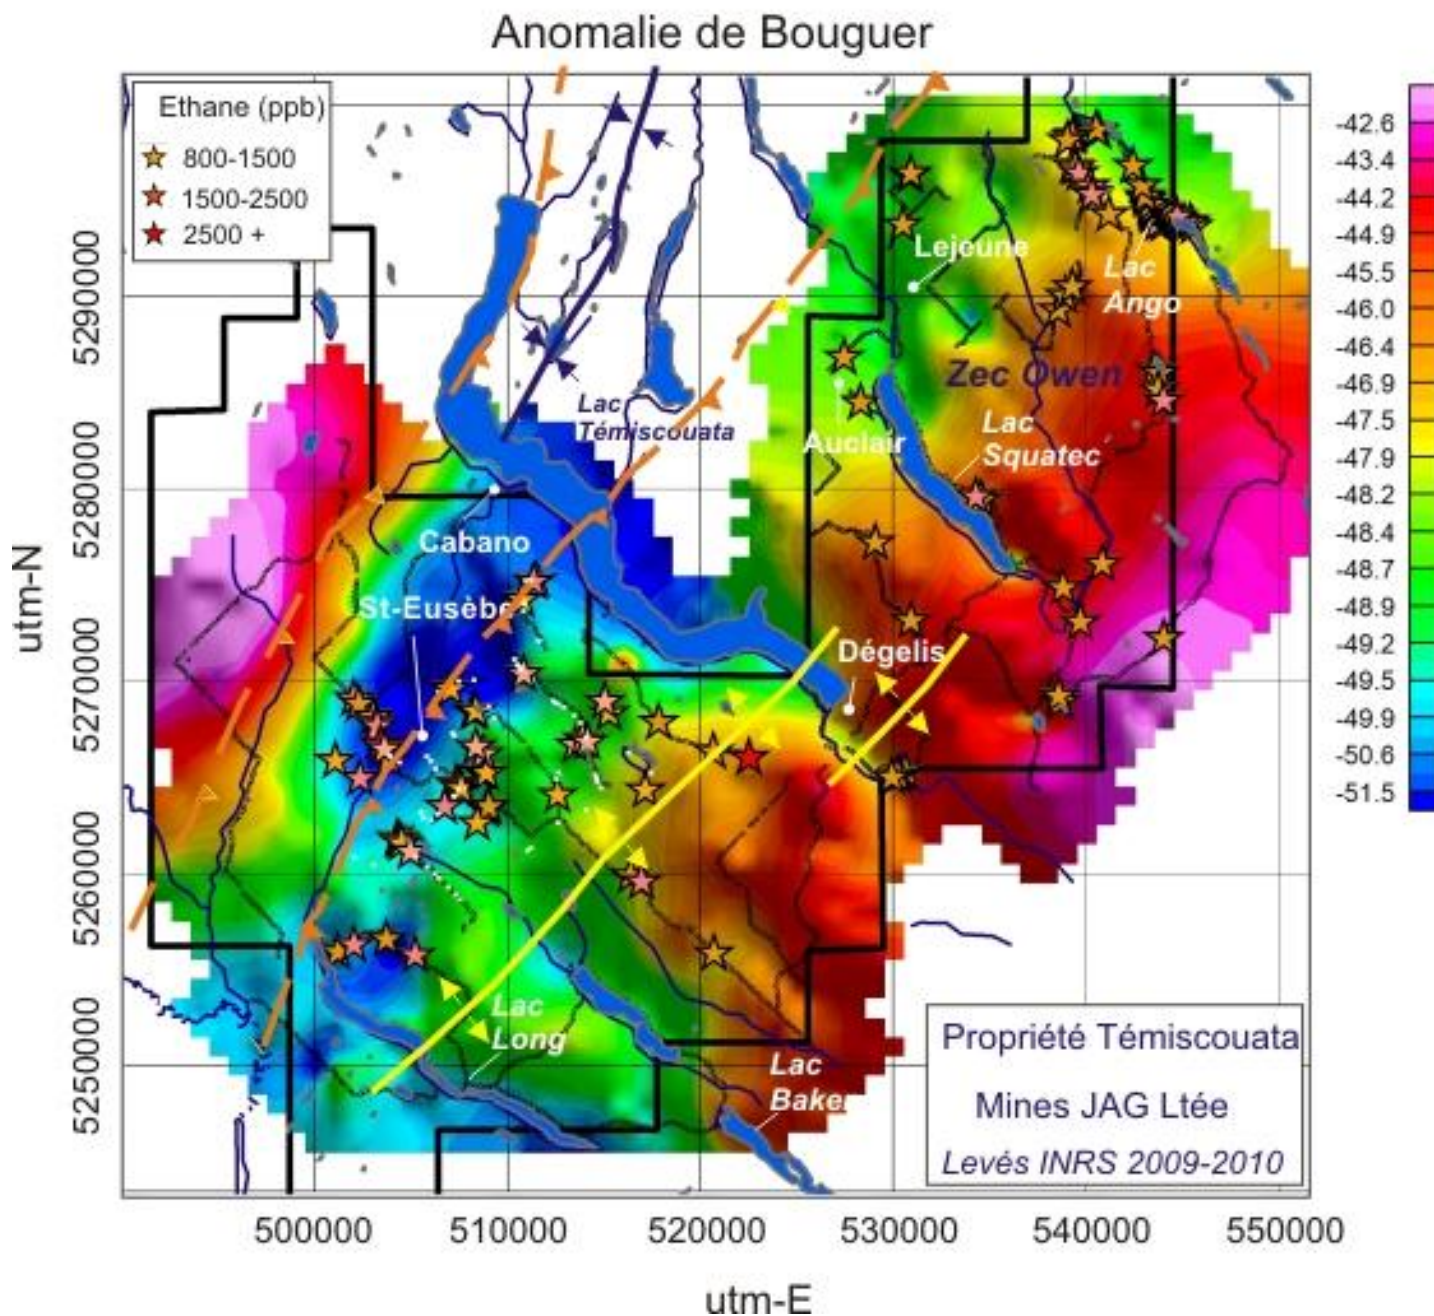 Anomalie de Bouguer
Ethane (ppb)
800-1500
1500-2500
2500 +
-42.6
-43.4
-44.2
-44.9
-45.5
-46.0
-46.4
-46.9
-47.5
-47.9
-48.2
-48.4
-48.7
-48.9
-49.2
-49.5
-49.9
-50.6
-51.5
Lejeune
Lac
Ango
Zec Owen
Lac
Témiscouata
Auclair
Lac
Squatec
Cabano
St-Eusèbe
Dégelis
Lac
Long
Lac
Baker
Propriété Témiscouata
Mines JAG Ltée
Levés INRS 2009-2010
utm-N
5290000
5280000
5270000
5260000
5250000
500000
510000
520000
530000
540000
550000
utm-E